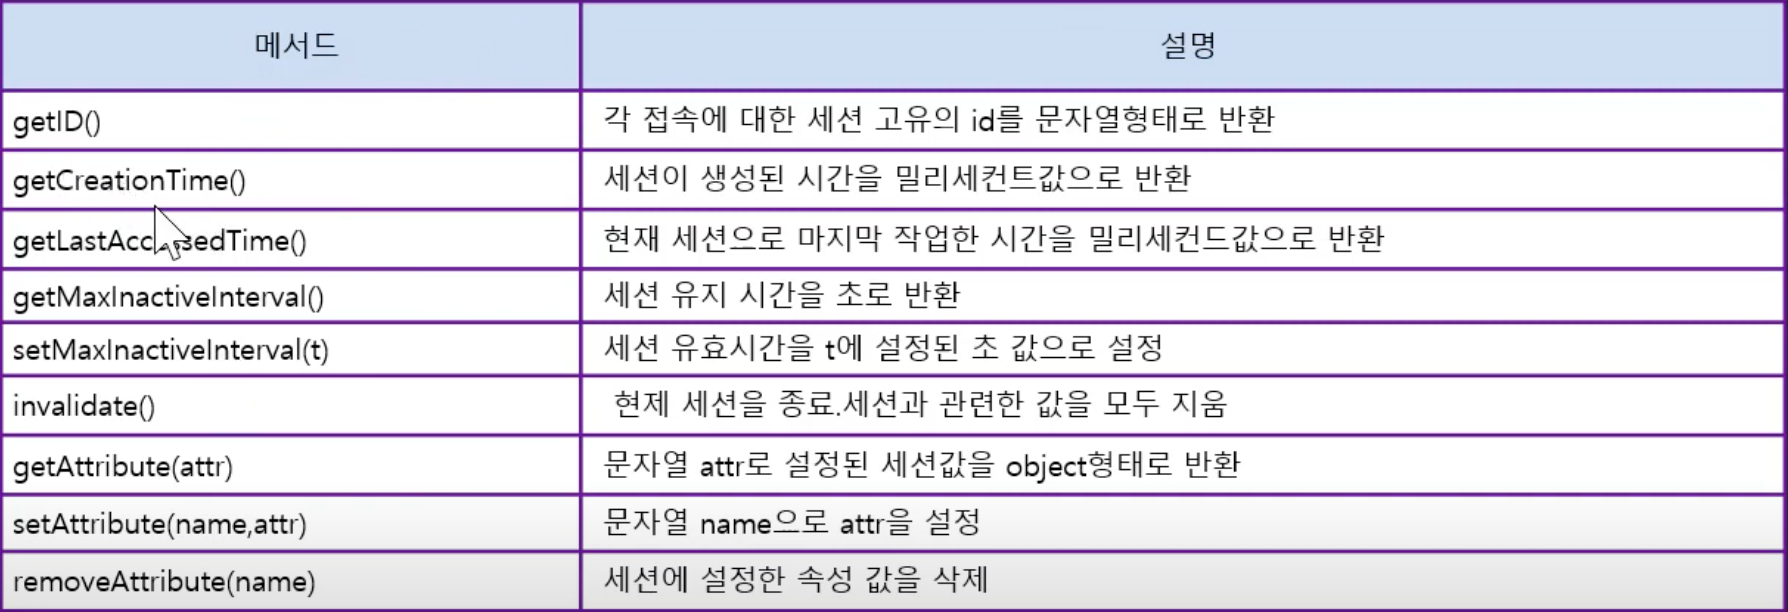 메서드 설명
getID() 각 접속에 대한 세션 고유의 id를 문자열형태로 반환
getCreationTime() 세션이 생성된 시간을 밀리세컨트값으로 반환
현재 세션으로 마지막 작업한 시간을 밀리세컨드값으로 반환
getMaxInactiveInterval() 세션 유지 시간을 초로 반환
setMaxInactiveInterval(t) 세션 유효시간을 t에 설정된 초 값으로 설정
invalidate() 현제 세션을 종료.세션과 관련한 값을 모두 지움
getAttribute(attr) 문자열 attr로 설정된 세션값을 object형태로 반환
setAttribute(name,attr) 문자열 name으로 attr을 설정
removeAttribute(name) 세션에 설정한 속성 값을 삭제